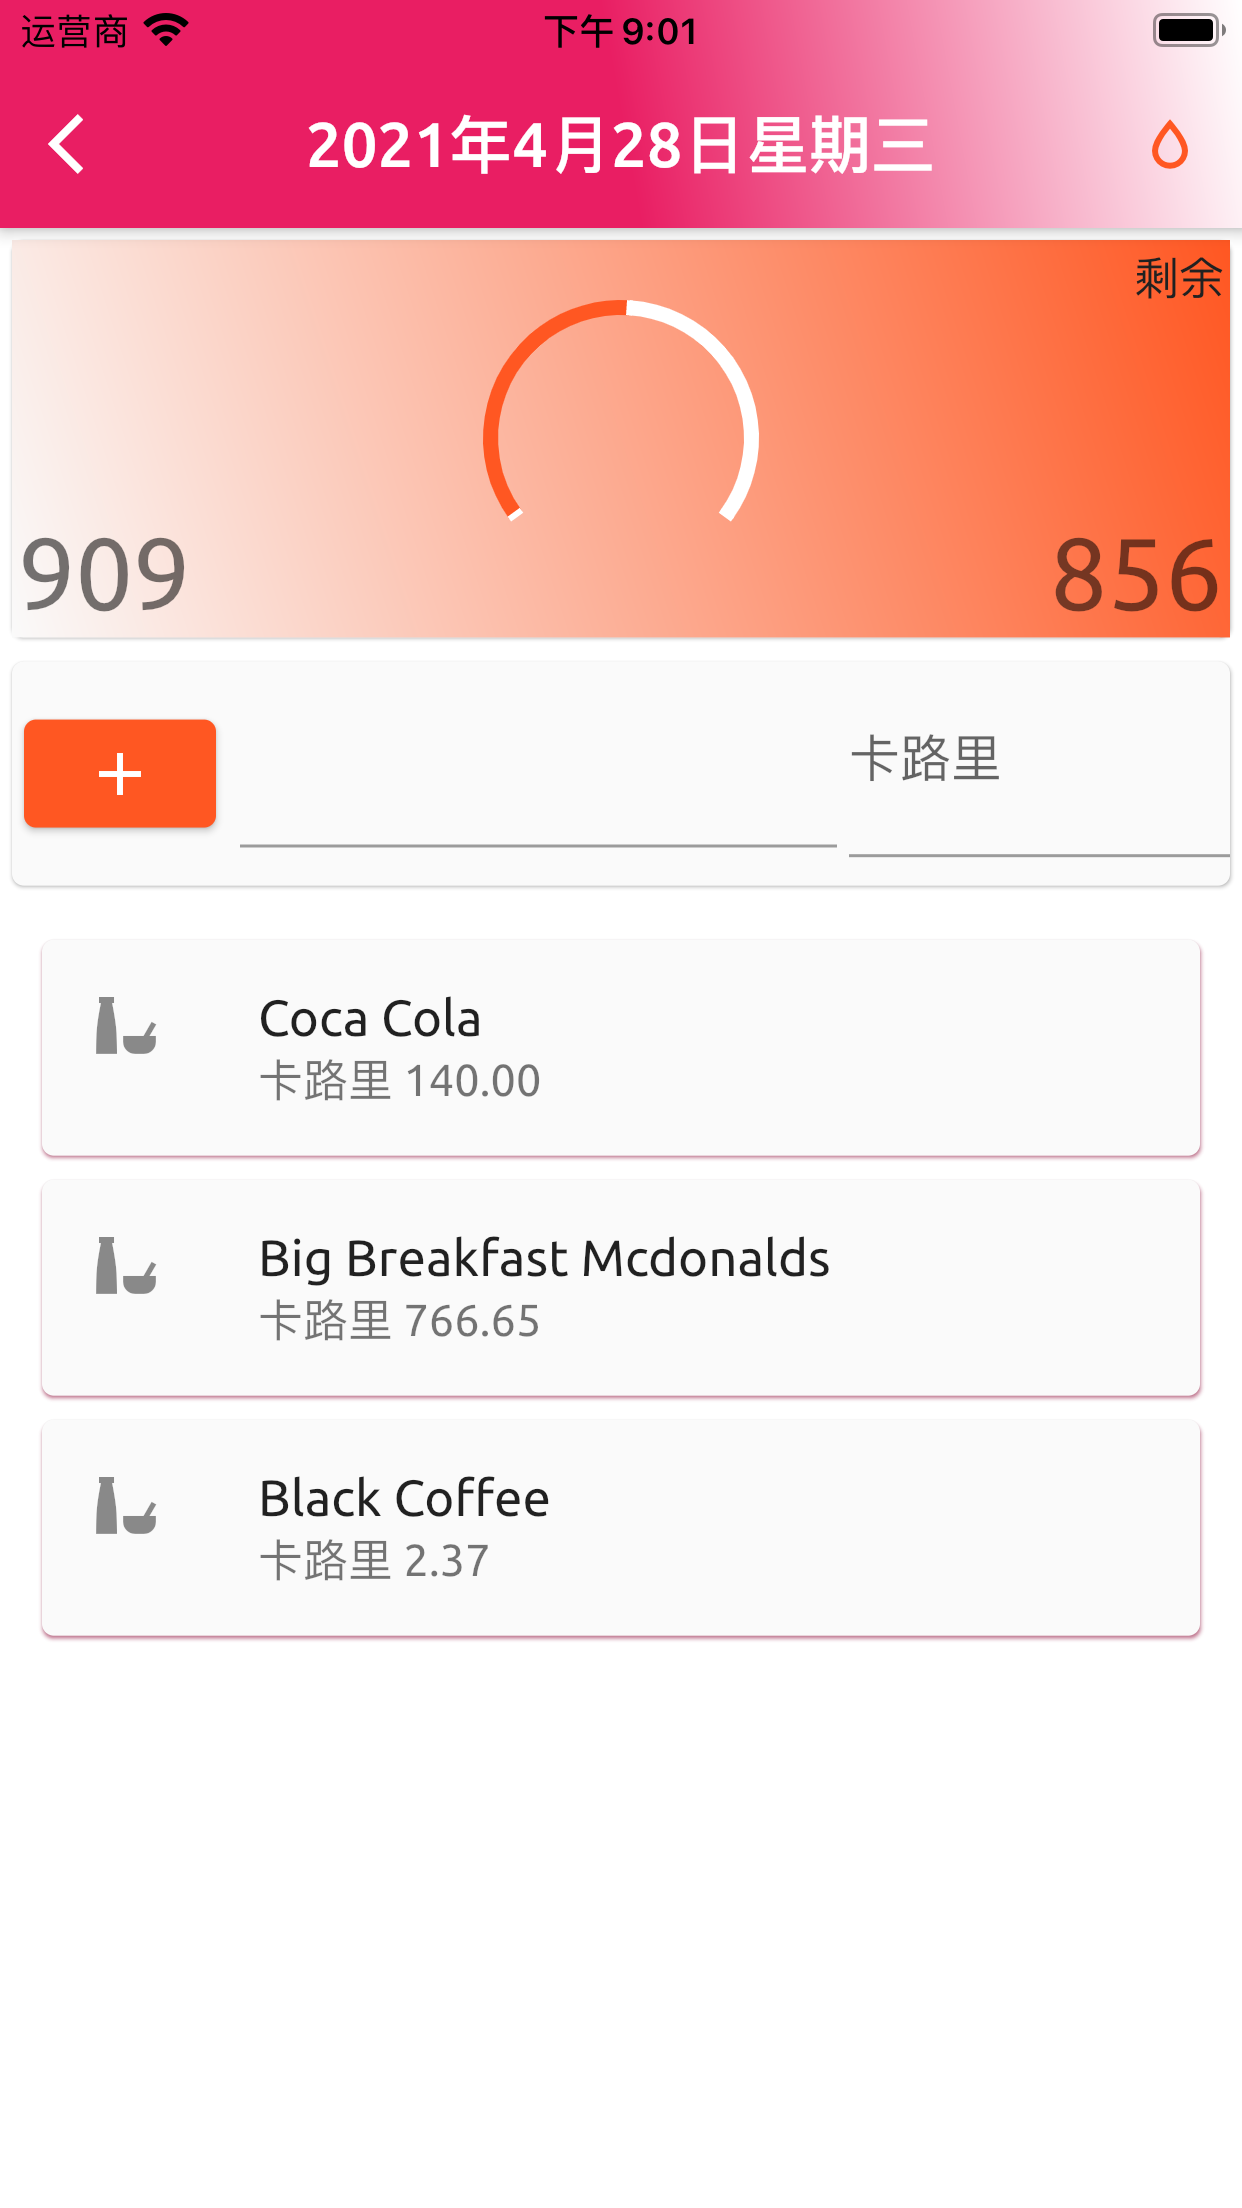 运营商 下午 9:01
2021年4月28日星期三
剩余
909 856
卡路里
Coca Cola
卡路里 140.00
Big Breakfast Mcdonalds
卡路里 766.65
Black Coffee
卡路里 2.37